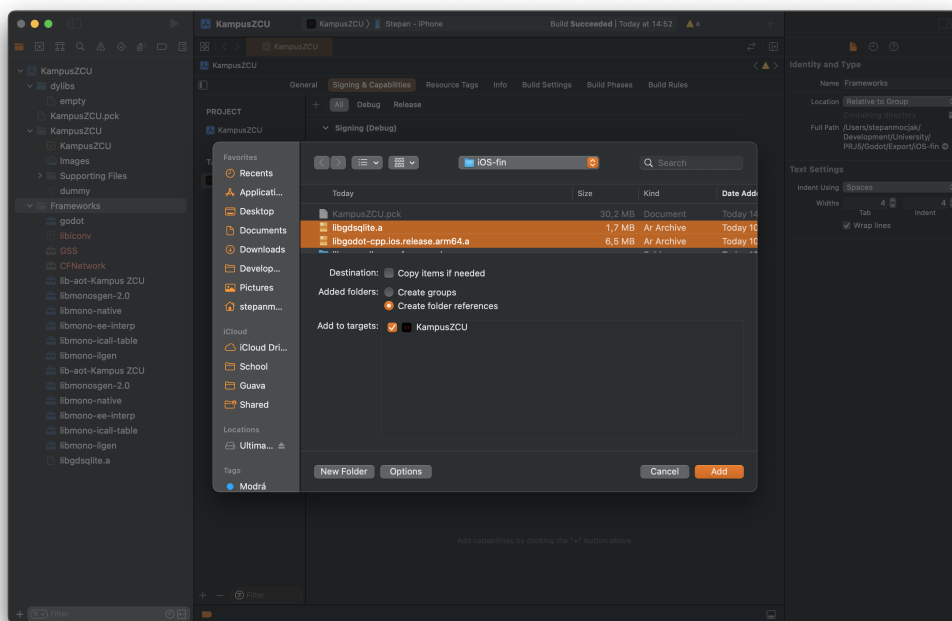 KampusZCU
KampusZCU
Stepan - iPhone
Build Succeeded | Today at 14:52
4
KampusZCU
KampusZCU
KampusZCU
dylibs
empty
KampusZCU.pck
KampusZCU
KampusZCU
Images
Supporting Files
dummy
Frameworks
godot
libiconv
GSS
CFNetwork
lib-aot-Kampus ZCU
libmonosgen-2.0
libmono-native
libmono-ee-interp
libmono-icall-table
libmono-ilgen
lib-aot-Kampus ZCU
libmonosgen-2.0
libmono-native
libmono-ee-interp
libmono-icall-table
libmono-ilgen
libgdsqlite.a
Filter
General
Signing & Capabilities
Resource Tags
Info
Build Settings
Build Phases
Build Rules
PROJECT
KampusZCU
All
Debug
Release
Signing (Debug)
Favorites
Recents
Applicati...
Desktop
Documents
Downloads
Develop...
Pictures
stepanm...
iCloud
iCloud Dri...
School
Guava
Shared
Locations
Ultima...
Tags
Modrá
iOS-fin
Search
Today
Size
Kind
Date Add
KampusZCU.pck
30,2 MB
Document
Today 14
libgdsqlite.a
1,7 MB
Ar Archive
Today 10
libgodot-cpp.ios.release.arm64.a
6,5 MB
Ar Archive
Today 10
Destination:
Copy items if needed
Added folders:
Create groups
Create folder references
Add to targets:
KampusZCU
New Folder
Options
Cancel
Add
Add capabilities by clicking the "+" button above.
Filter
Identity and Type
Name
Frameworks
Location
Relative to Group
Containing directory
Full Path
/Users/stepanmocjak/
Development/University/
PRJ5/Godot/Export/iOS-fin
Text Settings
Indent Using
Spaces
Widths
4
4
Tab
Indent
Wrap lines